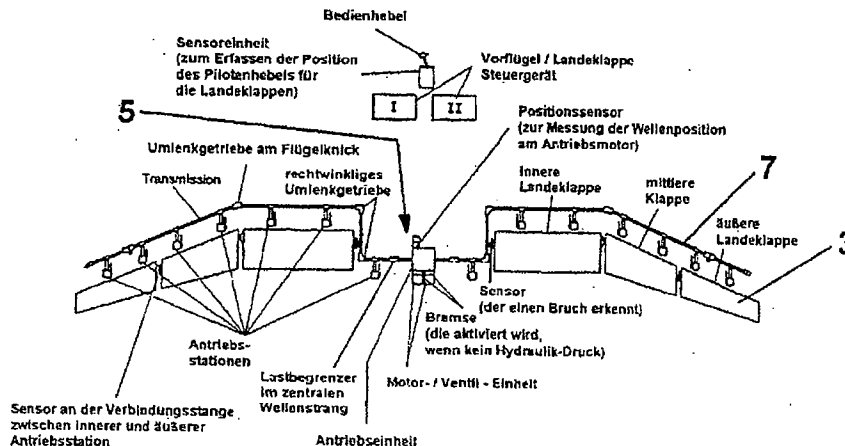 Bedienhebel
Sensoreinheit
(zum Erfassen der Position
des Pilotenhebels für
die Landeklappen)
Vorflügel / Landeklappe
Steuergerät
I
II
5
Positionssensor
(zur Messung der Wellenposition
am Antriebsmotor)
Umlenkgetriebe am Flügelknick
Transmission
rechtwinkliges
Umlenkgetriebe
Innere
Landeklappe
mittlere
Klappe
7
äußere
Landeklappe
3
Sensor
(der einen Bruch erkennt)
Bremse
(die aktiviert wird,
wenn kein Hydraulik-Druck)
Antriebs-
stationen
Lastbegrenzer
im zentralen
Wellenstrang
Motor- / Ventil - Einheit
Sensor an der Verbindungsstange
zwischen innerer und äußerer
Antriebsstation
Antriebseinheit